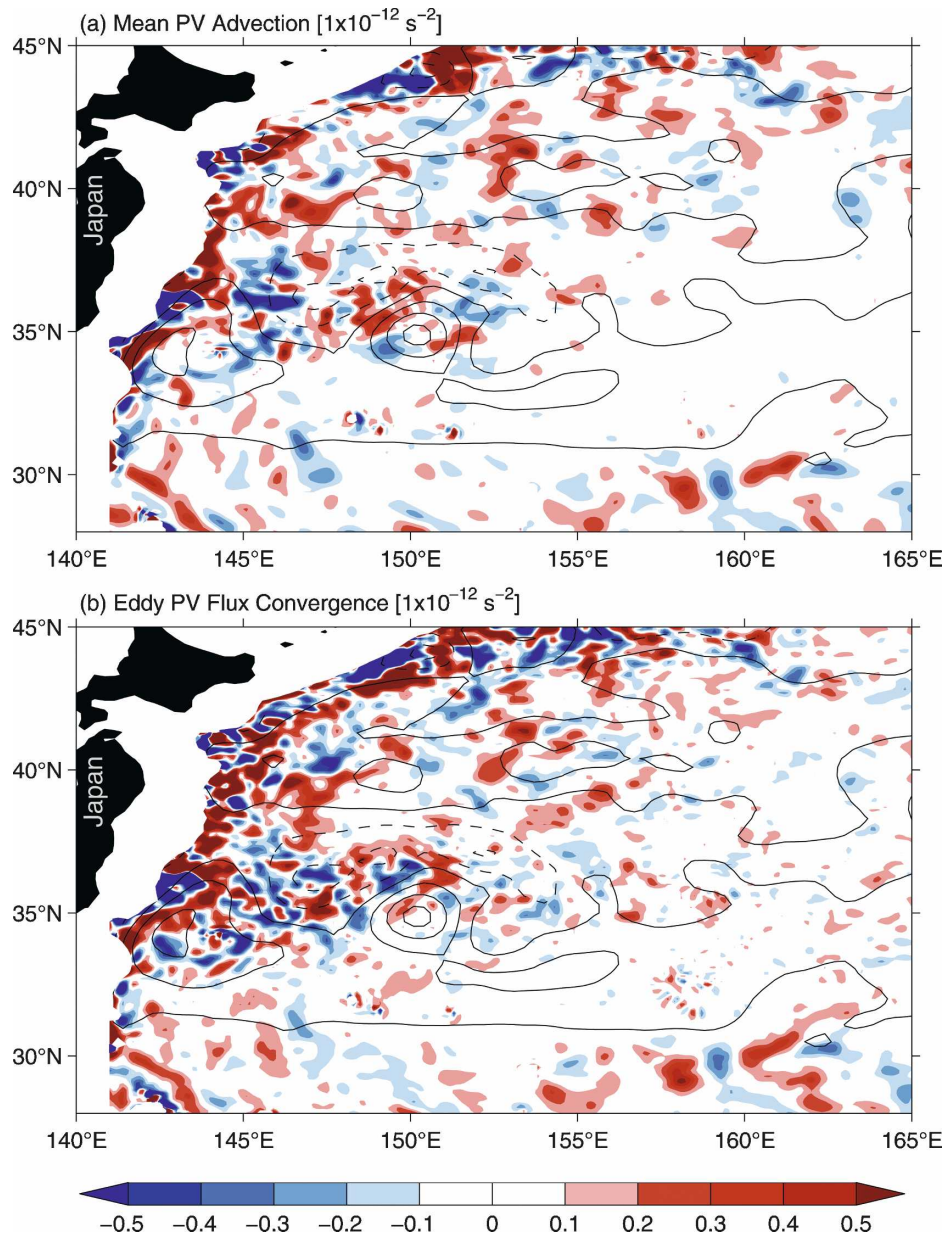 (a) Mean PV Advection [1x10⁻¹² s⁻²]
45°N
40°N
35°N
30°N
Japan
140°E 145°E 150°E 155°E 160°E 165°E
(b) Eddy PV Flux Convergence [1x10⁻¹² s⁻²]
45°N
40°N
35°N
30°N
Japan
140°E 145°E 150°E 155°E 160°E 165°E
−0.5 −0.4 −0.3 −0.2 −0.1 0 0.1 0.2 0.3 0.4 0.5